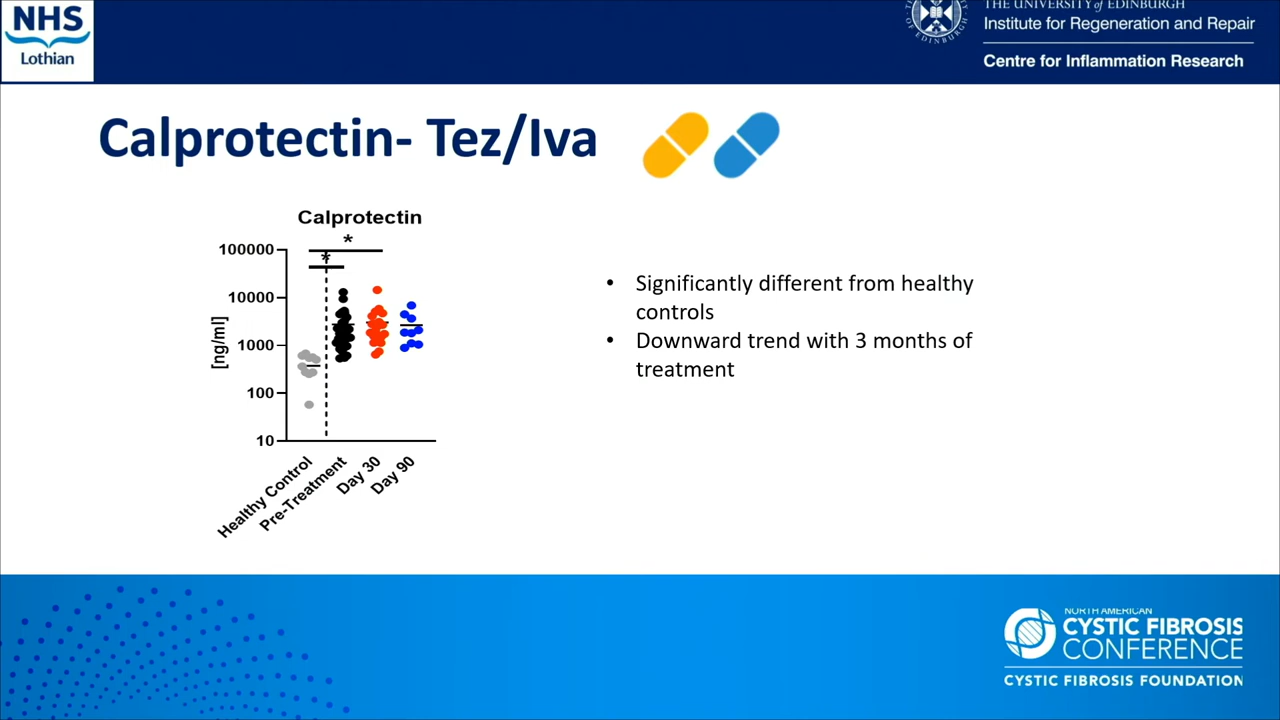 NHS
Lothian
THE UNIVERSITY of EDINBURGH
Institute for Regeneration and Repair
Centre for Inflammation Research
Calprotectin- Tez/Iva
Calprotectin
*
*
100000
10000
1000
100
10
[ng/ml]
Healthy Control
Pre-Treatment
Day 30
Day 90
• Significantly different from healthy
controls
• Downward trend with 3 months of
treatment
NORTH AMERICAN
CYSTIC FIBROSIS
CONFERENCE
CYSTIC FIBROSIS FOUNDATION